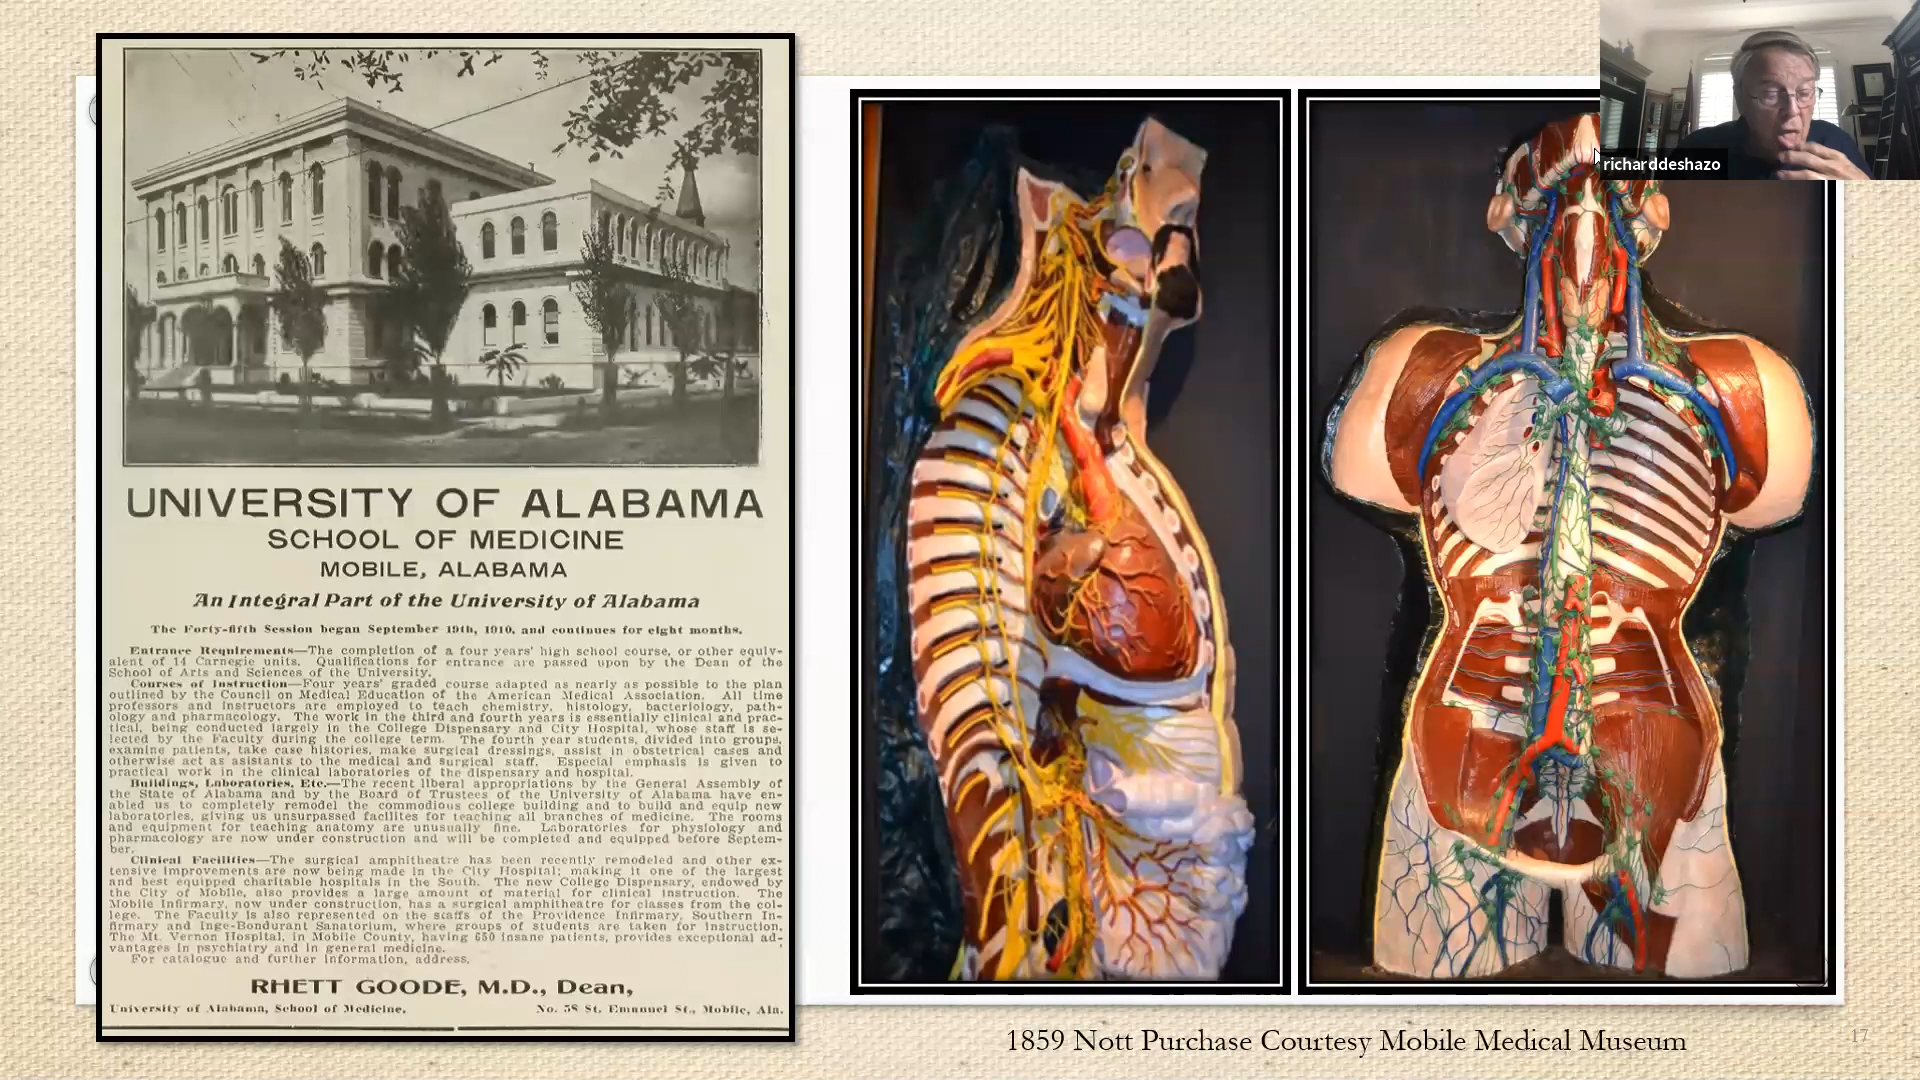 UNIVERSITY OF ALABAMA
SCHOOL OF MEDICINE
MOBILE, ALABAMA
An Integral Part of the University of Alabama
The Forty-fifth Session began September 19th, 1910, and continues for eight months.
Entrance Requirements—The completion of a four years' high school course, or other equiv-
alent of 14 Carnegie units. Qualifications for entrance are passed upon by the Dean of the
School of Arts and Sciences of the University.
Courses of Instruction—Four years' graded course adapted as nearly as possible to the plan
outlined by the Council on Medical Education of the American Medical Association. All time
professors and instructors are employed to teach chemistry, histology, bacteriology, path-
ology and pharmacology. The work in the third and fourth years is essentially clinical and prac-
tical, being conducted largely in the College Dispensary and City Hospital, whose staff is se-
lected by the Faculty during the college term. The fourth year students, divided into groups,
examine patients, take case histories, make surgical dressings, assist in obstetrical cases and
otherwise act as asistants to the medical and surgical staff. Especial emphasis is given to
practical work in the clinical laboratories of the dispensary and hospital.
Buildings, Laboratories, Etc.—The recent liberal appropriations by the General Assembly of
the State of Alabama and by the Board of Trustees of the University of Alabama have en-
abled us to completely remodel the commodious college building and to build and equip new
laboratories, giving us unsurpassed facilites for teaching all branches of medicine. The rooms
and equipment for teaching anatomy are unusually fine. Laboratories for physiology and
pharmacology are now under construction and will be completed and equipped before Septem-
ber.
Clinical Facilities—The surgical amphitheatre has been recently remodeled and other ex-
tensive improvements are now being made in the City Hospital; making it one of the largest
and best equipped charitable hospitals in the South. The new College Dispensary, endowed by
the City of Mobile, also provides a large amount of material for clinical instruction. The
Mobile Infirmary, now under construction, has a surgical amphitheatre for classes from the col-
lege. The Faculty is also represented on the staffs of the Providence Infirmary, Southern In-
firmary and Inge-Bondurant Sanatorium, where groups of students are taken for instruction.
The Mt. Vernon Hospital, in Mobile County, having 650 insane patients, provides exceptional ad-
vantages in psychiatry and in general medicine.
For catalogue and further information, address,
RHETT GOODE, M.D., Dean,
University of Alabama, School of Medicine. No. 58 St. Emanuel St., Mobile, Ala.
richarddeshazo
1859 Nott Purchase Courtesy Mobile Medical Museum
17